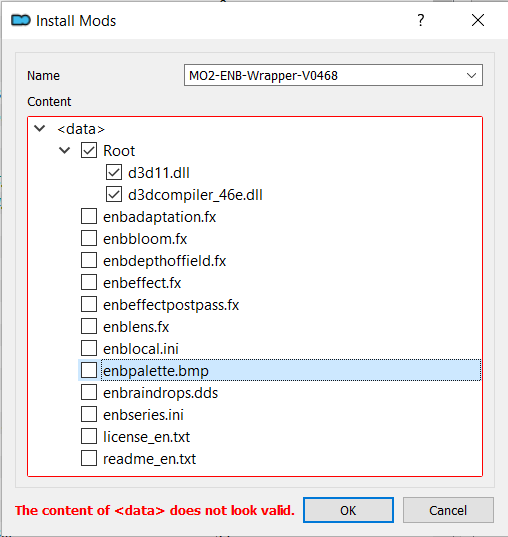 Install Mods
?
Name
MO2-ENB-Wrapper-V0468
Content
<data>
Root
d3d11.dll
d3dcompiler_46e.dll
enbadaptation.fx
enbbloom.fx
enbdepthoffield.fx
enbeffect.fx
enbeffectpostpass.fx
enblens.fx
enblocal.ini
enbpalette.bmp
enbraindrops.dds
enbseries.ini
license_en.txt
readme_en.txt
The content of <data> does not look valid.
OK
Cancel